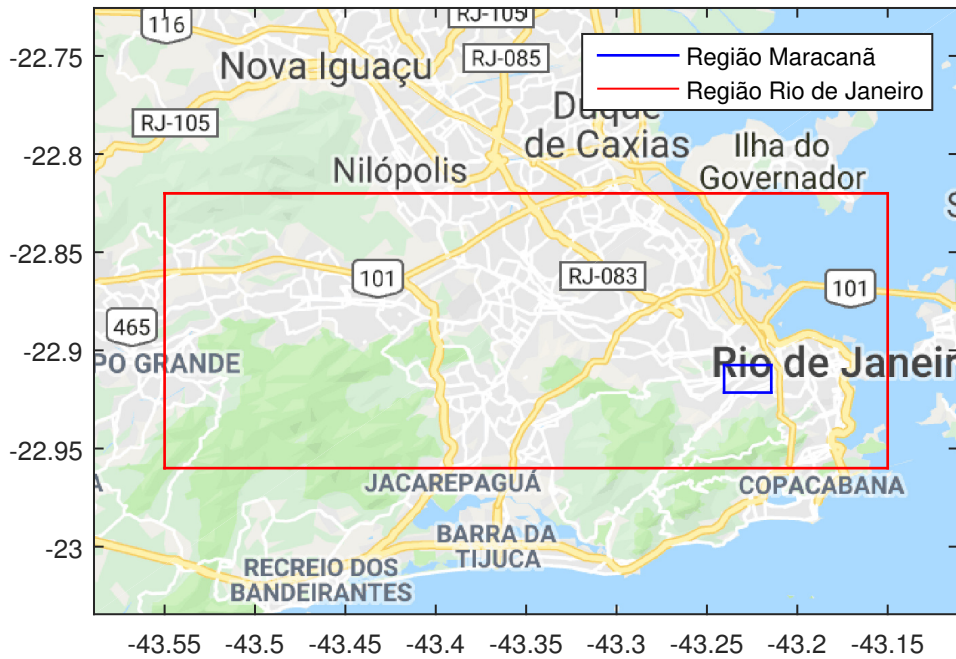 116
RJ-105
-22.75
Nova Iguaçu
RJ-085
Região Maracanã
Região Rio de Janeiro
RJ-105
Duque
de Caxias
-22.8
Nilópolis
Ilha do
Governador
-22.85
101
RJ-083
101
465
-22.9
PO GRANDE
Rio de Janeir
-22.95
JACAREPAGUÁ
COPACABANA
-23
BARRA DA
TIJUCA
RECREIO DOS
BANDEIRANTES
-43.55
-43.5
-43.45
-43.4
-43.35
-43.3
-43.25
-43.2
-43.15